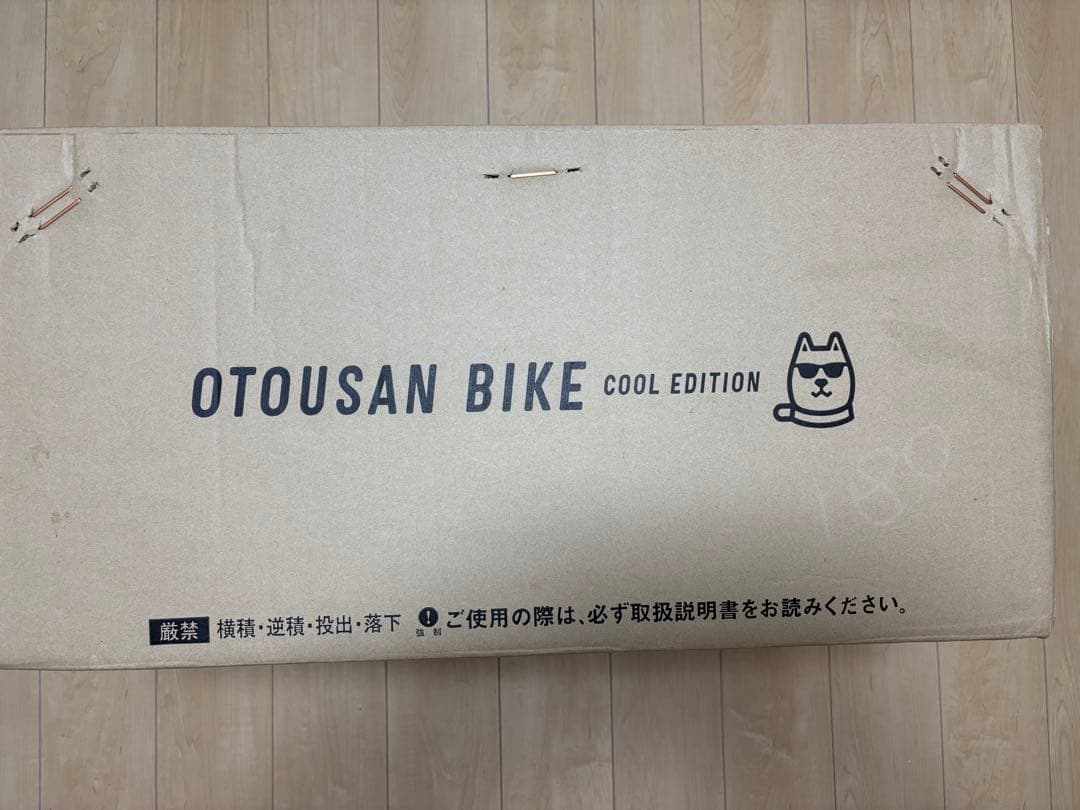 OTOUSAN BIKE COOL EDITION
180
厳禁 横積・逆積・投出・落下 強制 ご使用の際は、必ず取扱説明書をお読みください。